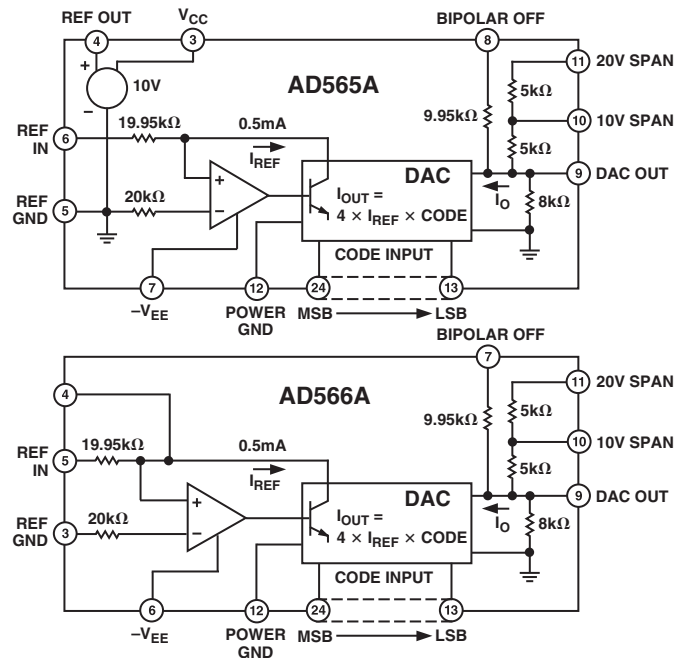 REF OUT
VCC
BIPOLAR OFF
4
3
8
11
20V SPAN
+
–
10V
AD565A
5kΩ
9.95kΩ
10
10V SPAN
REF
IN
6
19.95kΩ
0.5mA
IREF
5kΩ
DAC
9
DAC OUT
+
–
IOUT =
4 × IREF × CODE
IO
8kΩ
REF
GND
5
20kΩ
CODE INPUT
7
12
24
13
–VEE
POWER
GND
MSB
LSB
BIPOLAR OFF
7
4
AD566A
11
20V SPAN
5kΩ
9.95kΩ
10
10V SPAN
REF
IN
5
19.95kΩ
0.5mA
IREF
5kΩ
DAC
9
DAC OUT
+
–
IOUT =
4 × IREF × CODE
IO
8kΩ
REF
GND
3
20kΩ
CODE INPUT
6
12
24
13
–VEE
POWER
GND
MSB
LSB